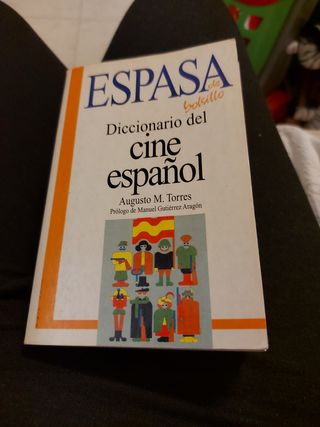 ESPASA
de
bolsillo
Diccionario del
cine
español
Augusto M. Torres
Prólogo de Manuel Gutiérrez Aragón